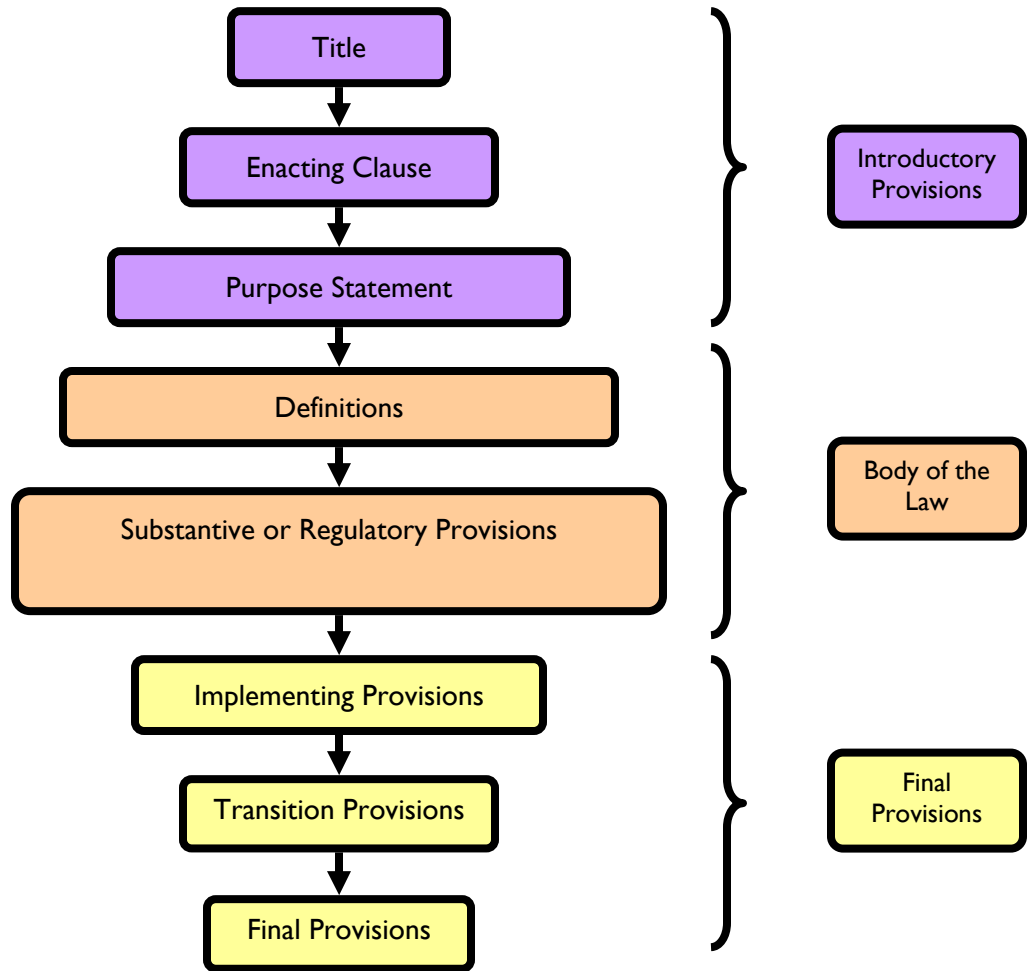 Title
Enacting Clause
Purpose Statement
Introductory
Provisions
Definitions
Substantive or Regulatory Provisions
Body of the
Law
Implementing Provisions
Transition Provisions
Final Provisions
Final
Provisions